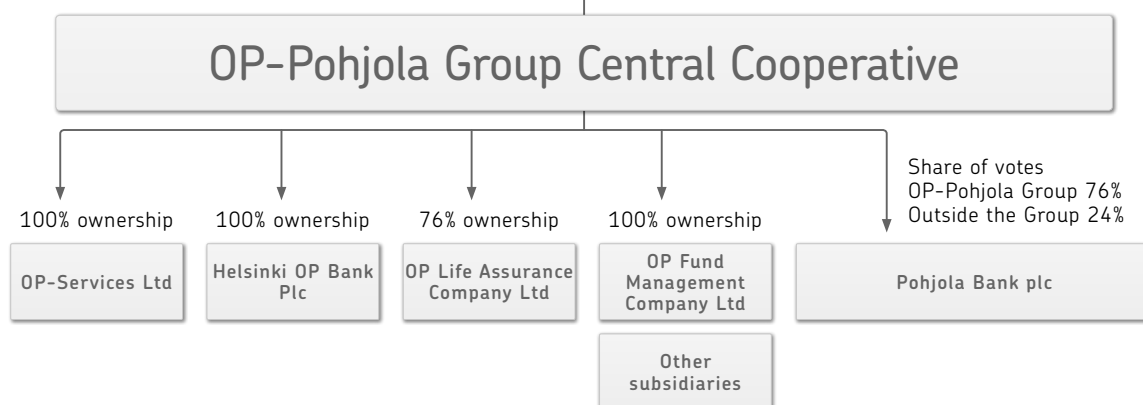 OP-Pohjola Group Central Cooperative
100% ownership
OP-Services Ltd
100% ownership
Helsinki OP Bank
Plc
76% ownership
OP Life Assurance
Company Ltd
100% ownership
OP Fund
Management
Company Ltd
Other
subsidiaries
Share of votes
OP-Pohjola Group 76%
Outside the Group 24%
Pohjola Bank plc